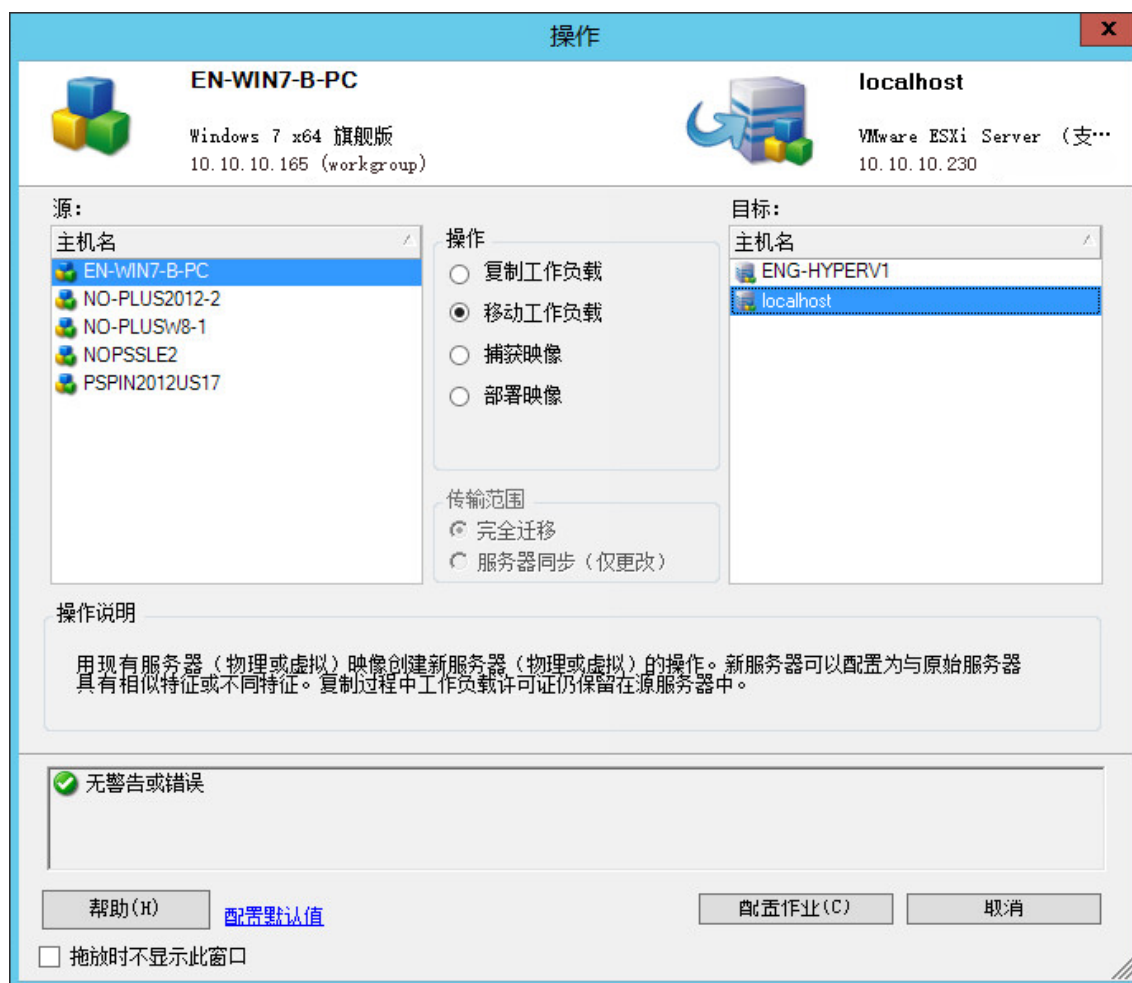 操作
x
EN-WIN7-B-PC
Windows 7 x64 旗舰版
10.10.10.165 (workgroup)
localhost
VMware ESXi Server （支…
10.10.10.230
源：
主机名
EN-WIN7-B-PC
NO-PLUS2012-2
NO-PLUSW8-1
NOPSSLE2
PSPIN2012US17
操作
复制工作负载
移动工作负载
捕获映像
部署映像
传输范围
完全迁移
服务器同步（仅更改）
目标：
主机名
ENG-HYPERV1
localhost
操作说明
用现有服务器（物理或虚拟）映像创建新服务器（物理或虚拟）的操作。新服务器可以配置为与原始服务器
具有相似特征或不同特征。复制过程中工作负载许可证仍保留在源服务器中。
无警告或错误
帮助(H)
配置默认值
配置作业(C)
取消
拖放时不显示此窗口